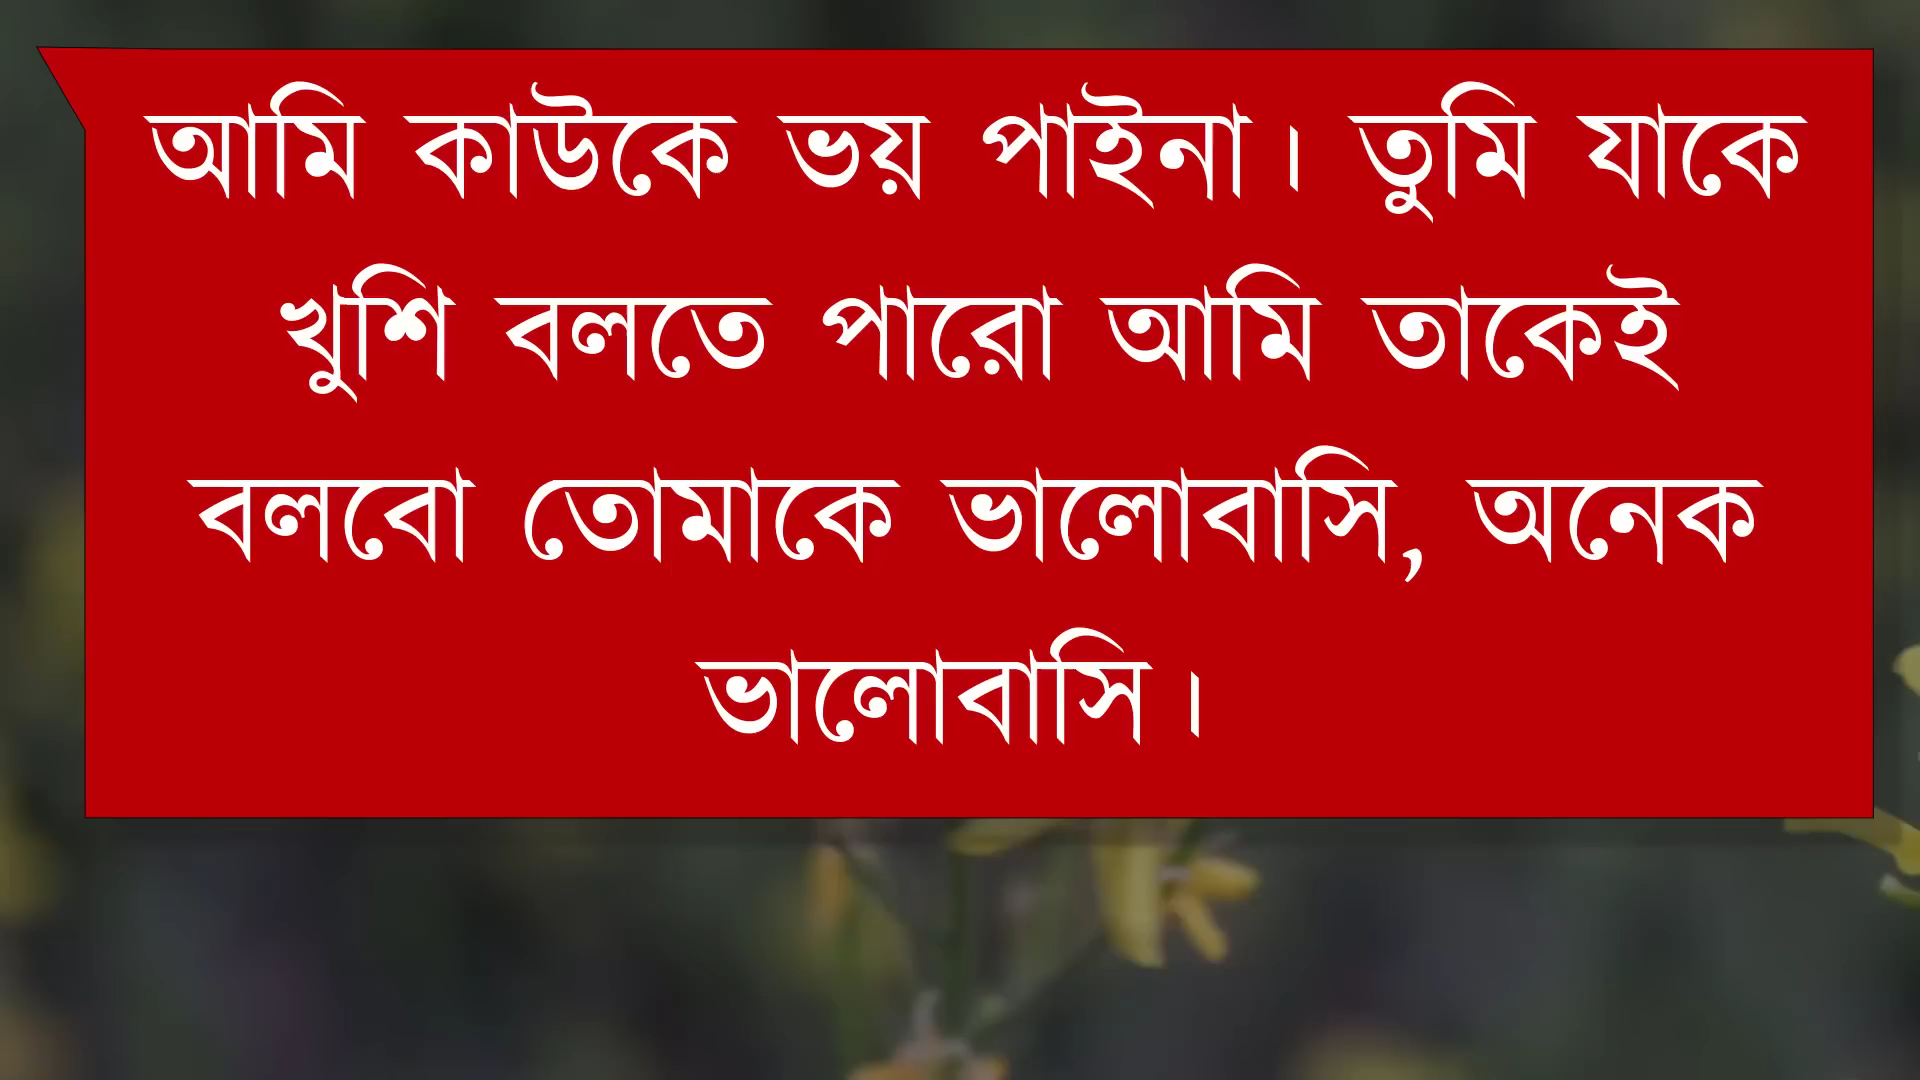 আমি কাউকে ভয় পাইনা। তুমি যাকে
খুশি বলতে পারো আমি তাকেই
বলবো তোমাকে ভালোবাসি, অনেক
ভালোবাসি।